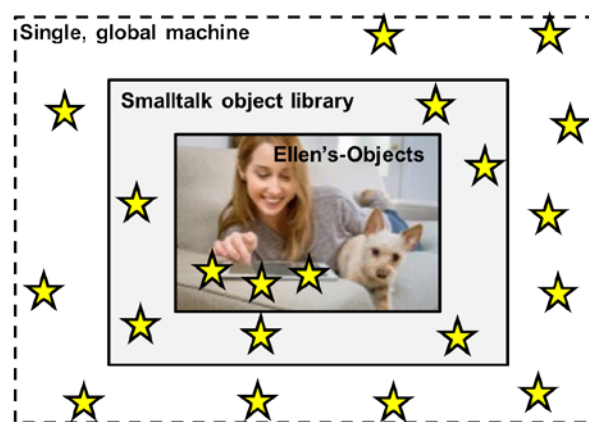 Single, global machine
Smalltalk object library
Ellen's-Objects